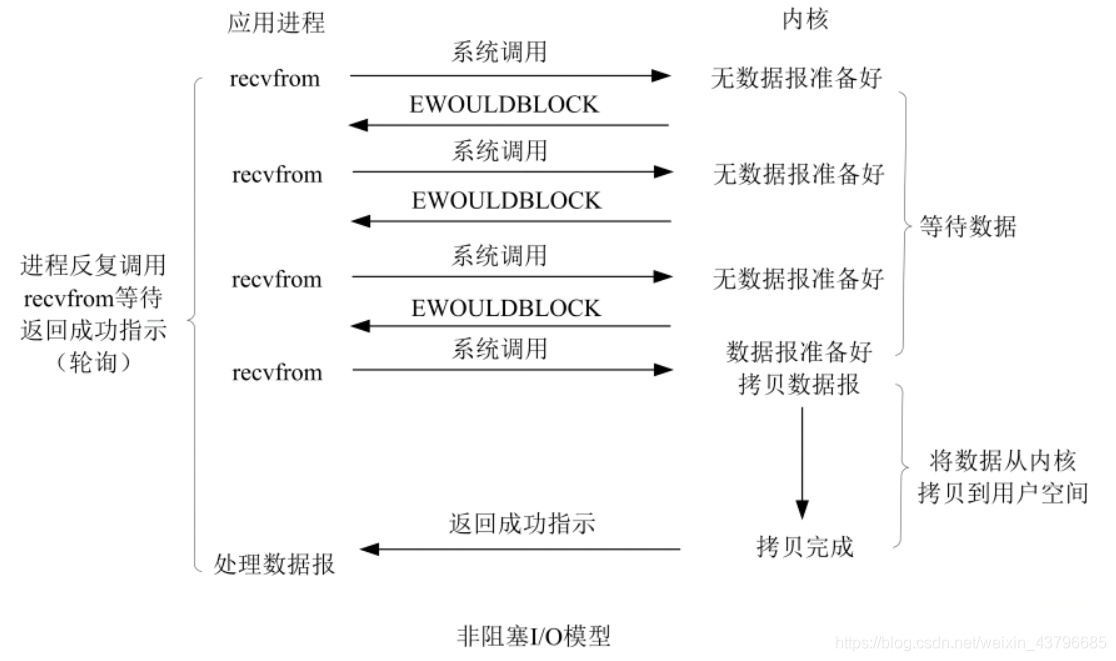 应用进程
内核
系统调用
recvfrom
无数据报准备好
EWOULDBLOCK
系统调用
recvfrom
无数据报准备好
EWOULDBLOCK
等待数据
系统调用
进程反复调用
recvfrom等待
返回成功指示
（轮询）
recvfrom
无数据报准备好
EWOULDBLOCK
系统调用
recvfrom
数据报准备好
拷贝数据报
将数据从内核
拷贝到用户空间
返回成功指示
拷贝完成
处理数据报
非阻塞I/O模型
https://blog.csdn.net/weixin_43796685